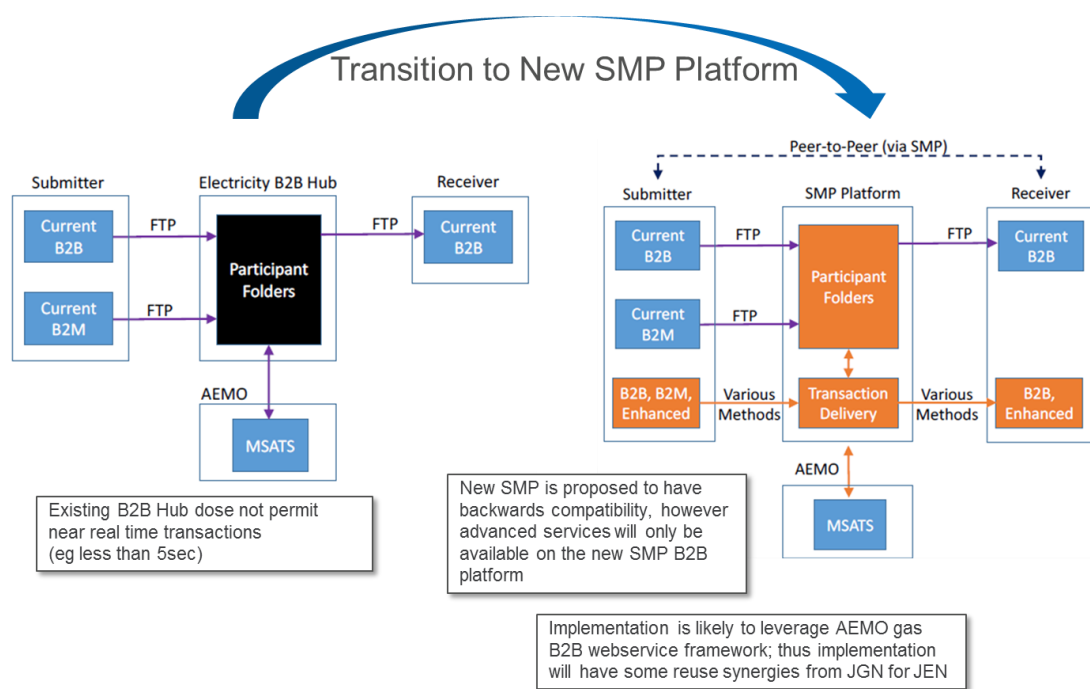 Transition to New SMP Platform
Submitter
Electricity B2B Hub
Receiver
Current
B2B
FTP
Participant
Folders
FTP
Current
B2B
Current
B2M
FTP
AEMO
MSATS
Existing B2B Hub dose not permit
near real time transactions
(eg less than 5sec)
Peer-to-Peer (via SMP)
Submitter
SMP Platform
Receiver
Current
B2B
FTP
Participant
Folders
FTP
Current
B2B
Current
B2M
FTP
B2B, B2M,
Enhanced
Various
Methods
Transaction
Delivery
Various
Methods
B2B,
Enhanced
AEMO
MSATS
New SMP is proposed to have
backwards compatibility, however
advanced services will only be
available on the new SMP B2B
platform
Implementation is likely to leverage AEMO gas
B2B webservice framework; thus implementation
will have some reuse synergies from JGN for JEN